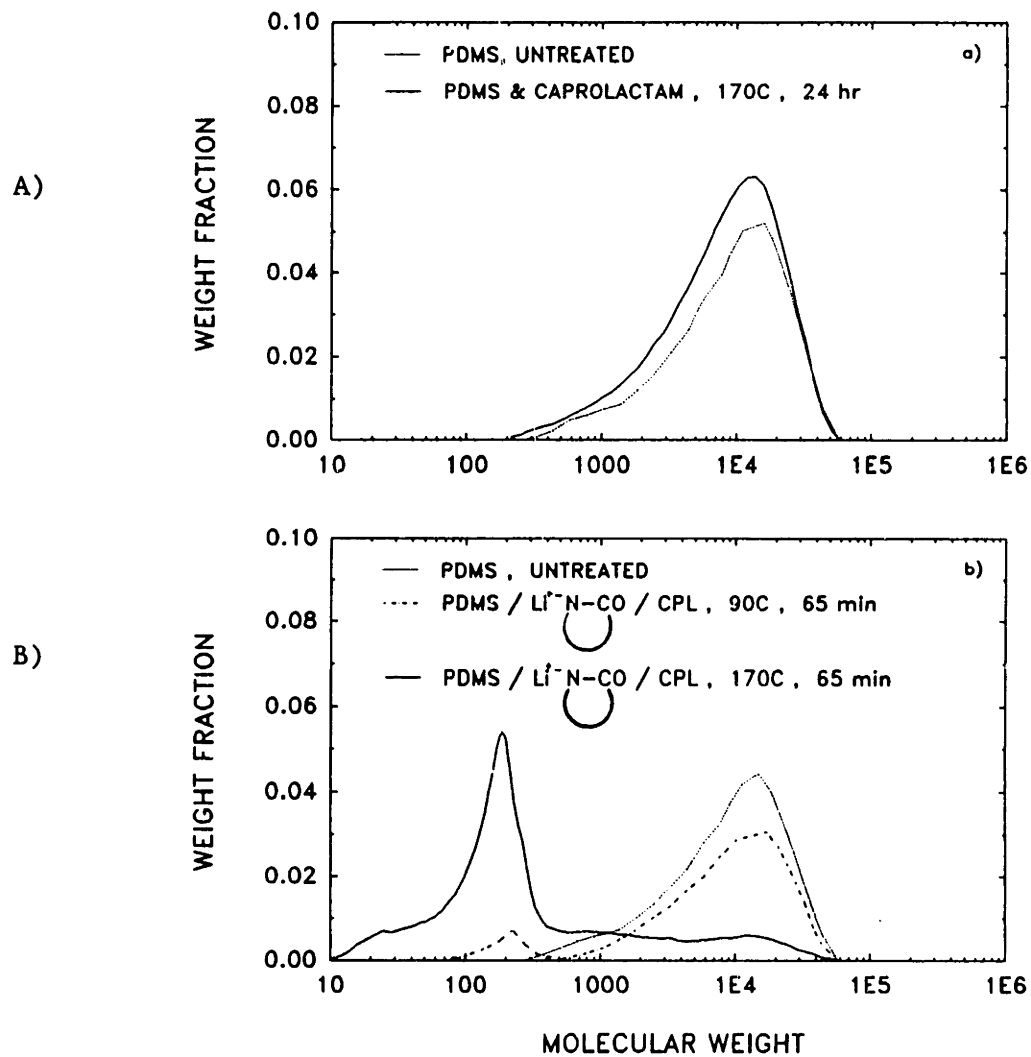 A)
WEIGHT FRACTION
0.10
0.08
0.06
0.04
0.02
0.00
PDMS, UNTREATED
a)
PDMS & CAPROLACTAM , 170C , 24 hr
10 100 1000 1E4 1E5 1E6
B)
WEIGHT FRACTION
0.10
0.08
0.06
0.04
0.02
0.00
PDMS , UNTREATED
b)
PDMS / Li⁺⁻N–CO / CPL , 90C , 65 min
PDMS / Li⁺⁻N–CO / CPL , 170C , 65 min
10 100 1000 1E4 1E5 1E6
MOLECULAR WEIGHT